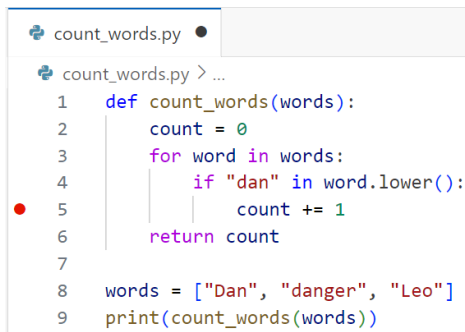 count_words.py
count_words.py > ...
1 def count_words(words):
2     count = 0
3     for word in words:
4         if "dan" in word.lower():
5             count += 1
6     return count
7
8 words = ["Dan", "danger", "Leo"]
9 print(count_words(words))